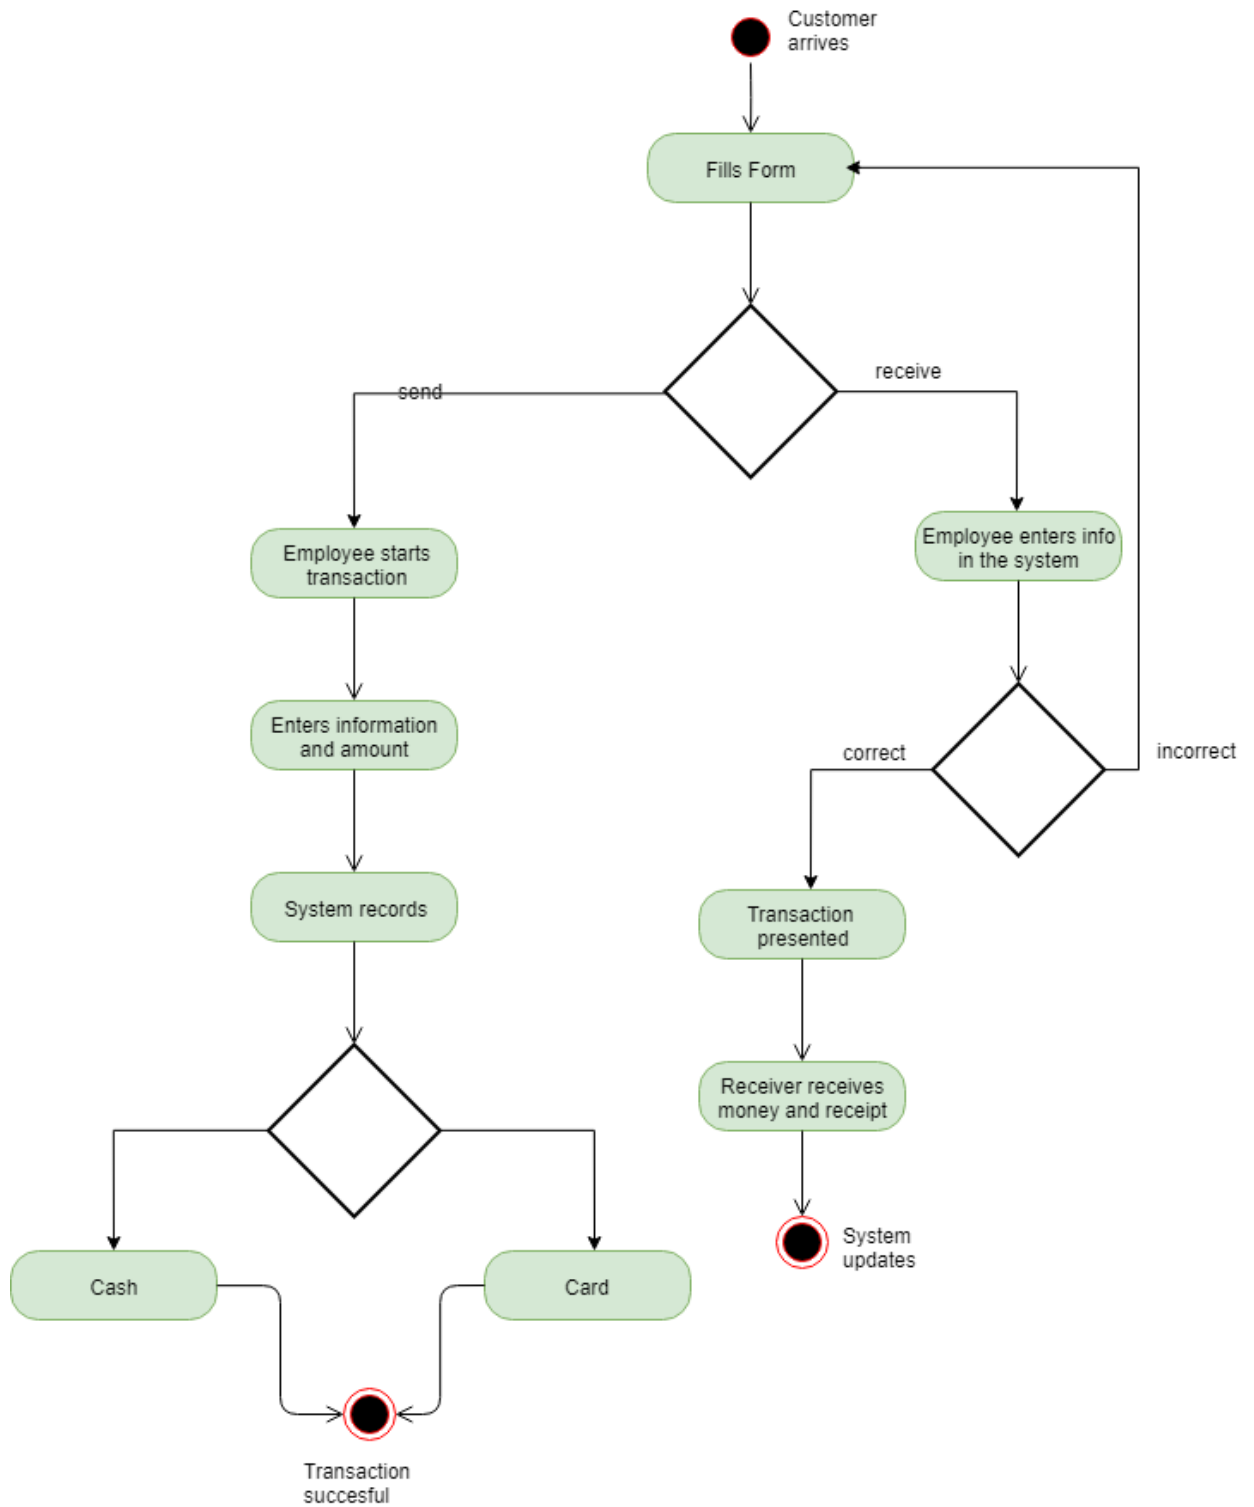 Customer
arrives
Fills Form
receive
send
Employee enters info
in the system
Employee starts
transaction
Enters information
and amount
correct
incorrect
System records
Transaction
presented
Receiver receives
money and receipt
System
updates
Cash
Card
Transaction
succesful